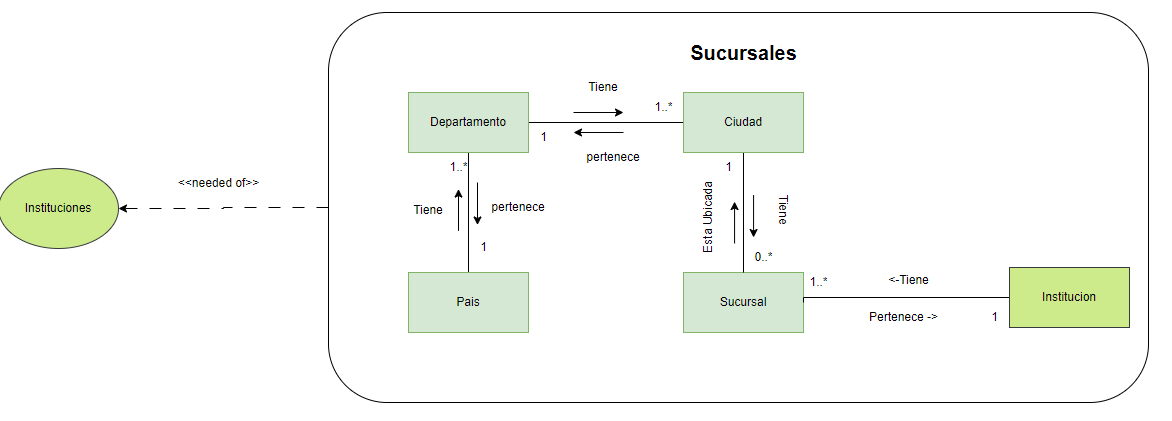 Sucursales
Tiene
Departamento
1..*
Ciudad
1
pertenece
1..*
1
<<needed of>>
Instituciones
Tiene
pertenece
Esta Ubicada
Tiene
1
0..*
Pais
Sucursal
1..*
<-Tiene
Institucion
Pertenece ->
1